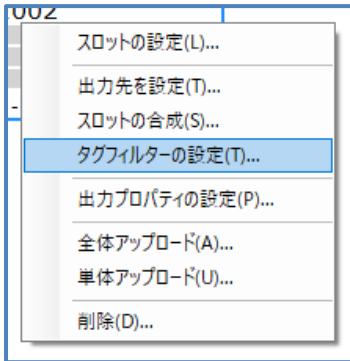 .002
スロットの設定(L)...
出力先を設定(T)...
スロットの合成(S)...
タグフィルターの設定(T)...
出力プロパティの設定(P)...
全体アップロード(A)...
単体アップロード(U)...
削除(D)...